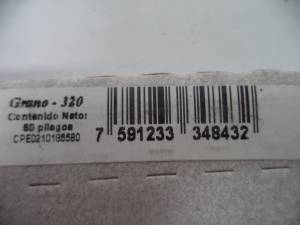 Grano - 320
Contenido Neto:
50 pliegos
CPE0210186580
7 591233 348432